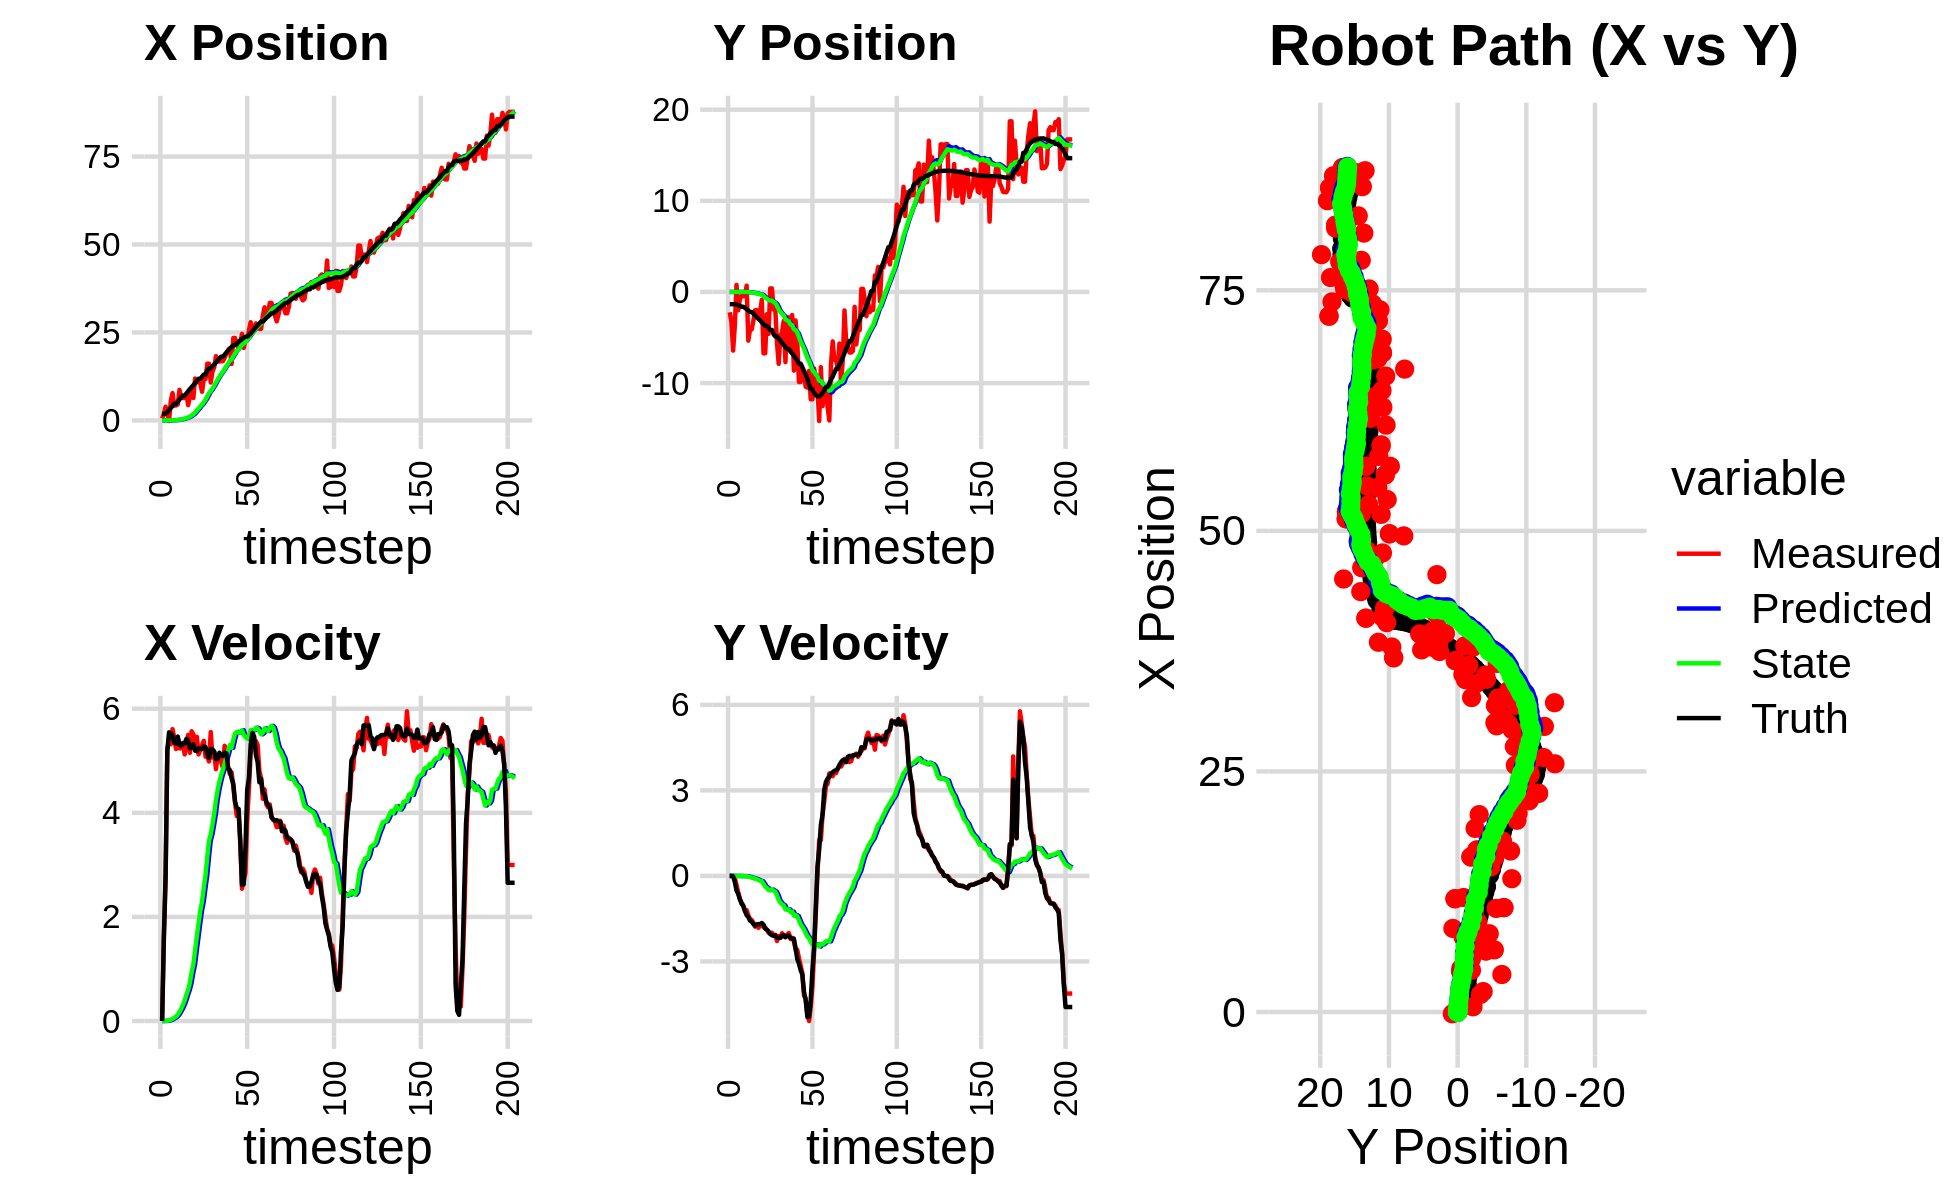 X Position
75
50
25
0
0
50
100
150
200
timestep
Y Position
20
10
0
-10
0
50
100
150
200
timestep
X Velocity
6
4
2
0
0
50
100
150
200
timestep
Y Velocity
6
3
0
-3
0
50
100
150
200
timestep
Robot Path (X vs Y)
X Position
75
50
25
0
20 10 0 -10 -20
Y Position
variable
Measured
Predicted
State
Truth